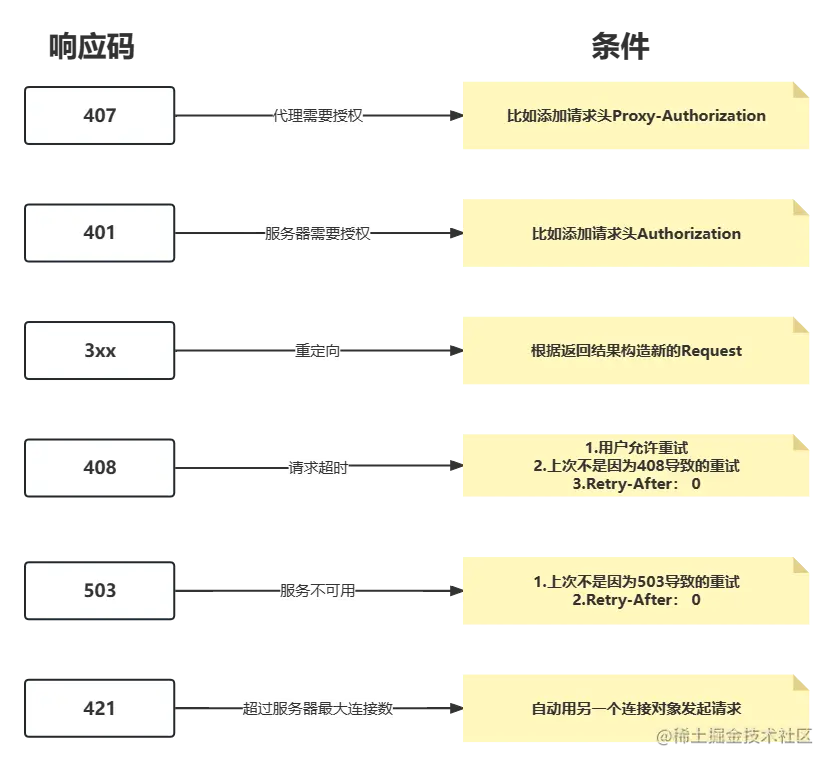 响应码
条件
407
代理需要授权
比如添加请求头Proxy-Authorization
401
服务器需要授权
比如添加请求头Authorization
3xx
重定向
根据返回结果构造新的Request
408
请求超时
1.用户允许重试
2.上次不是因为408导致的重试
3.Retry-After: 0
503
服务不可用
1.上次不是因为503导致的重试
2.Retry-After: 0
421
超过服务器最大连接数
自动用另一个连接对象发起请求
@稀土掘金技术社区